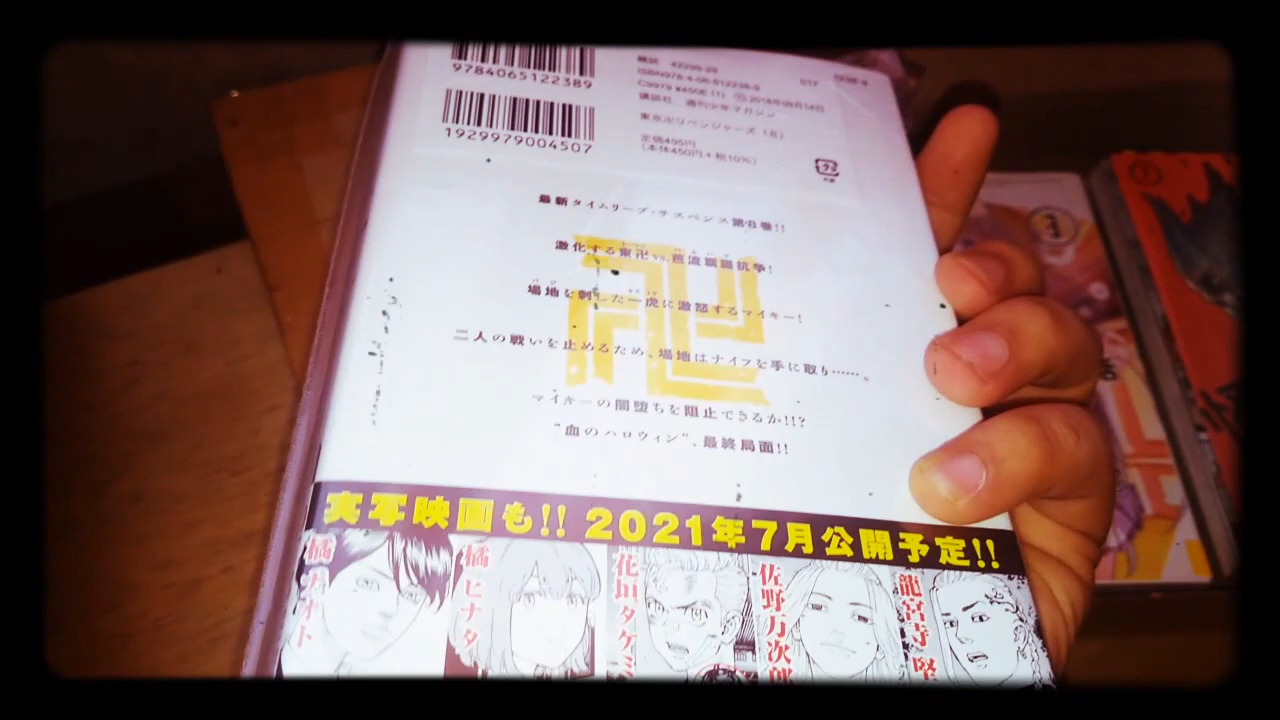 9784065122389
1929979004507
雑誌 42299-29
ISBN978-4-06-512238-9
C9979 ¥450E (1)
講談社 週刊少年マガジン
東京卍リベンジャーズ (8)
定価495円
(本体450円+税10%)
最新タイムリープ・サスペンス第8巻!!
激化する東卍vs.芭流覇羅抗争!
場地を刺した一虎に激怒するマイキー!
二人の戦いを止めるため、場地はナイフを手に取り……。
マイキーの闇堕ちを阻止できるか!!?
“血のハロウィン”、最終局面!!
実写映画も!! 2021年7月公開予定!!
橘ナオト
橘 ヒナタ
花垣タケミ
佐野万次郎
龍宮寺 堅